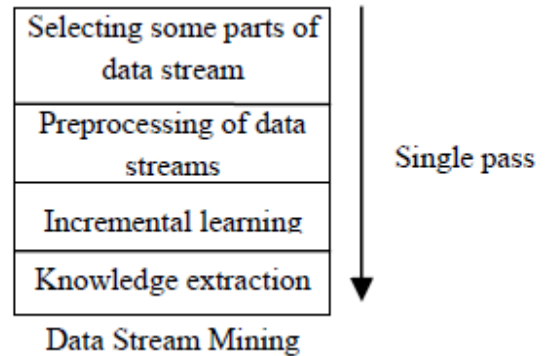 Selecting some parts of
data stream
Preprocessing of data
streams
Incremental learning
Knowledge extraction
Single pass
Data Stream Mining